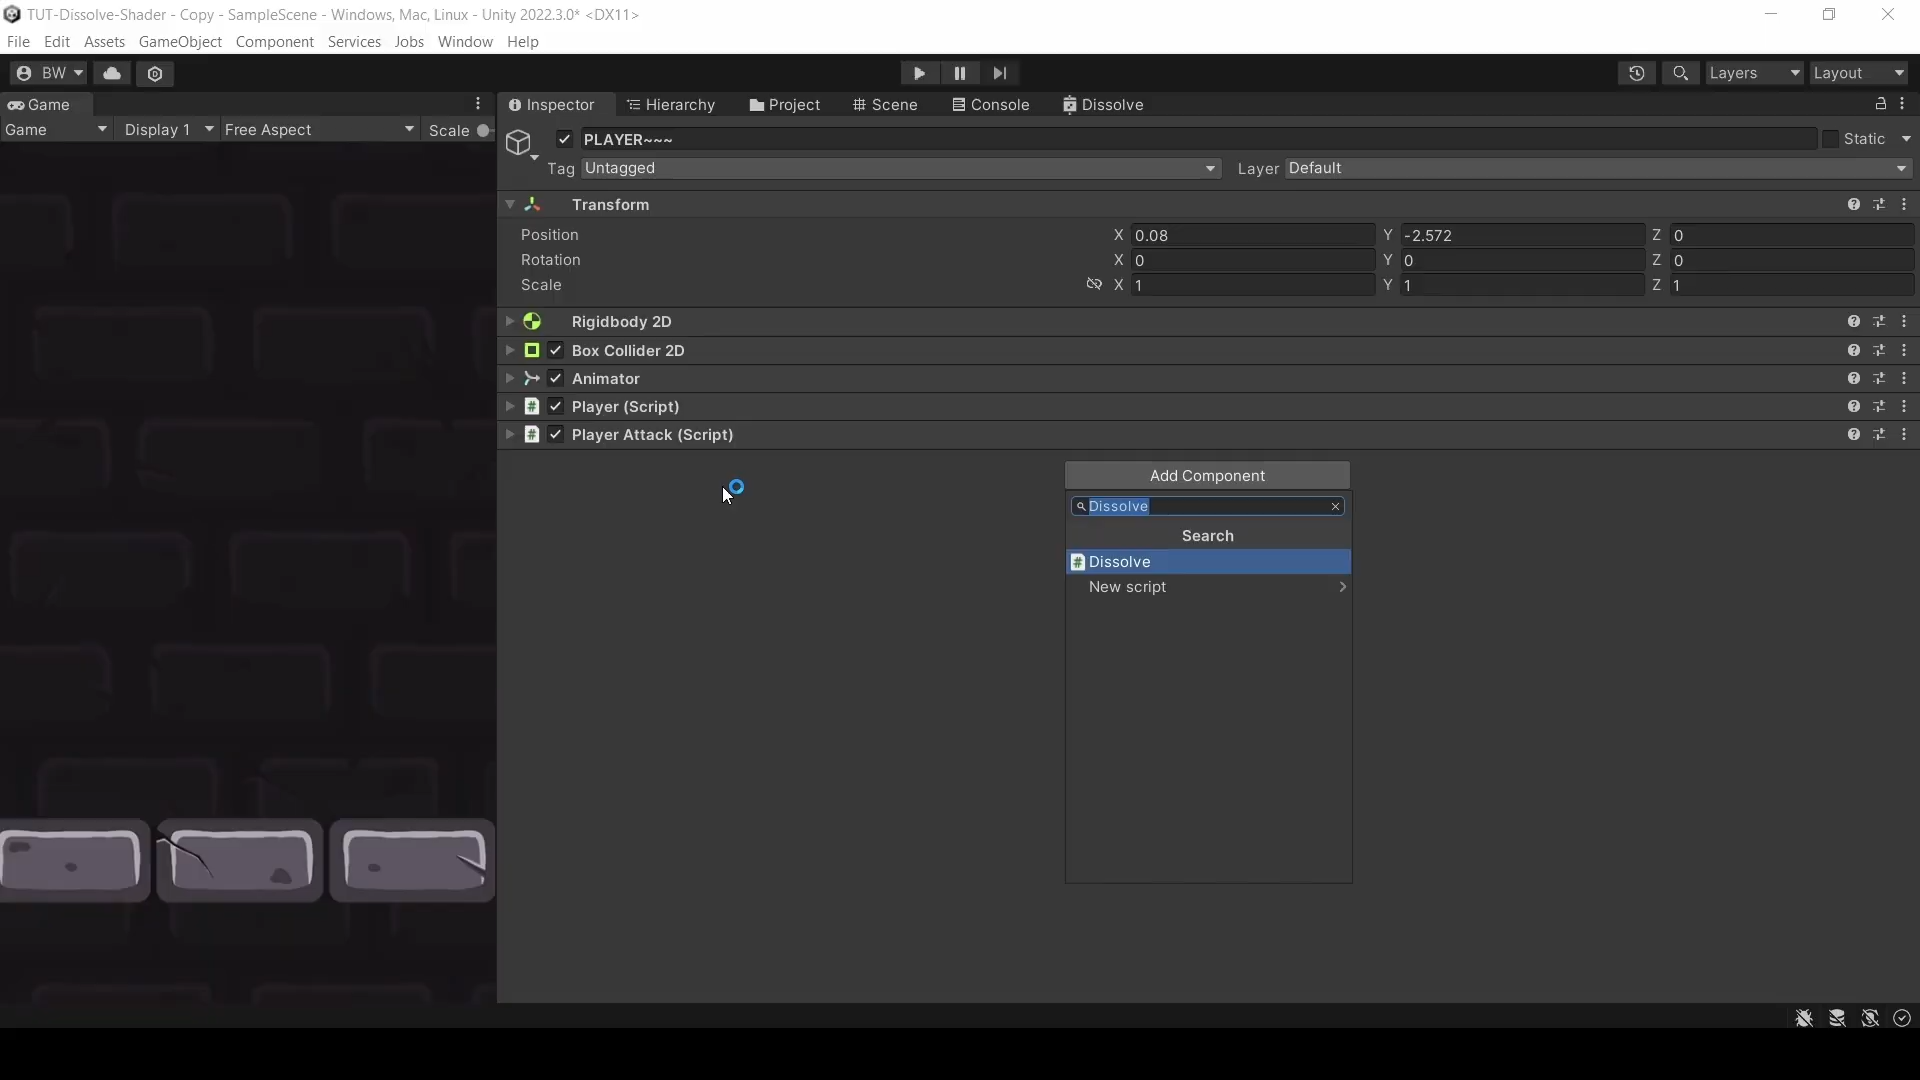 TUT-Dissolve-Shader - Copy - SampleScene - Windows, Mac, Linux - Unity 2022.3.0* <DX11>
File Edit Assets GameObject Component Services Jobs Window Help
BW Layers Layout
Game Inspector Hierarchy Project Scene Console Dissolve
Game Display 1 Free Aspect Scale
PLAYER~~~ Static
Tag Untagged Layer Default
Transform
Position X 0.08 Y -2.572 Z 0
Rotation X 0 Y 0 Z 0
Scale X 1 Y 1 Z 1
Rigidbody 2D
Box Collider 2D
Animator
Player (Script)
Player Attack (Script)
Add Component
Dissolve
Search
Dissolve
New script